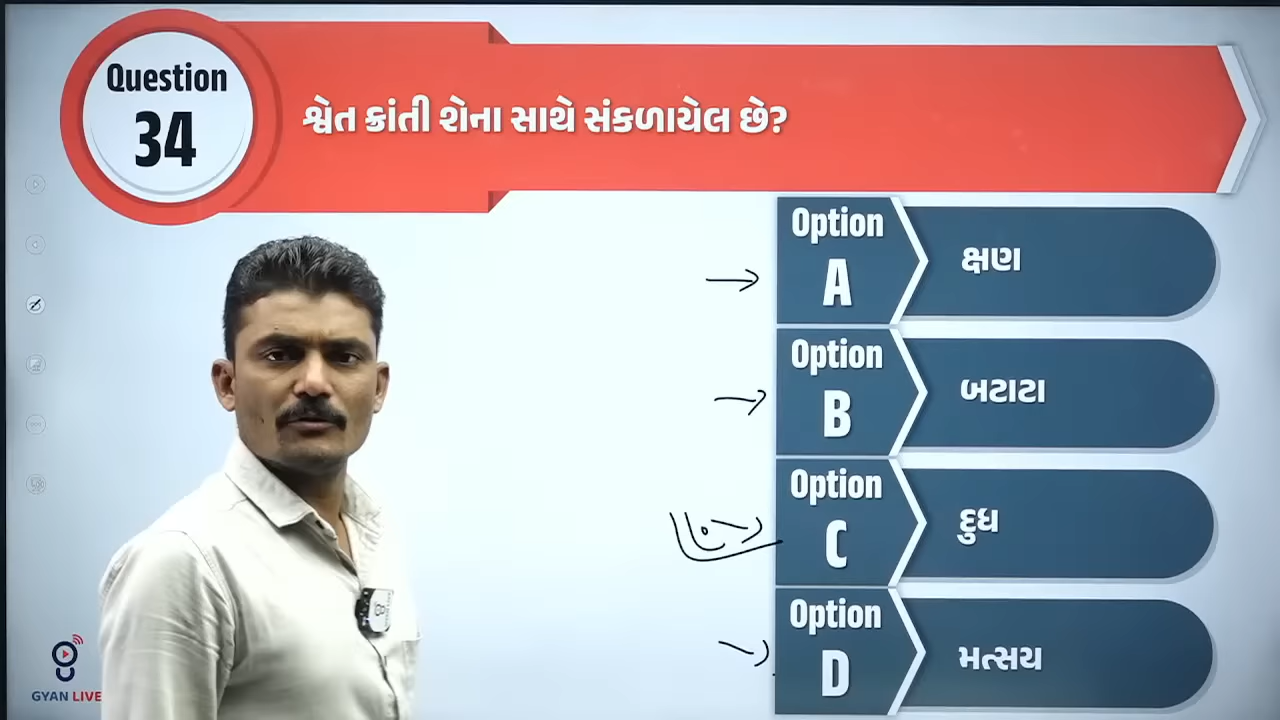 Question
34
શ્વેત ક્રાંતી શેના સાથે સંકળાયેલ છે?
Option
A
ક્ષણ
Option
B
બટાટા
Option
C
દુધ
Option
D
મત્સય
GYAN LIVE